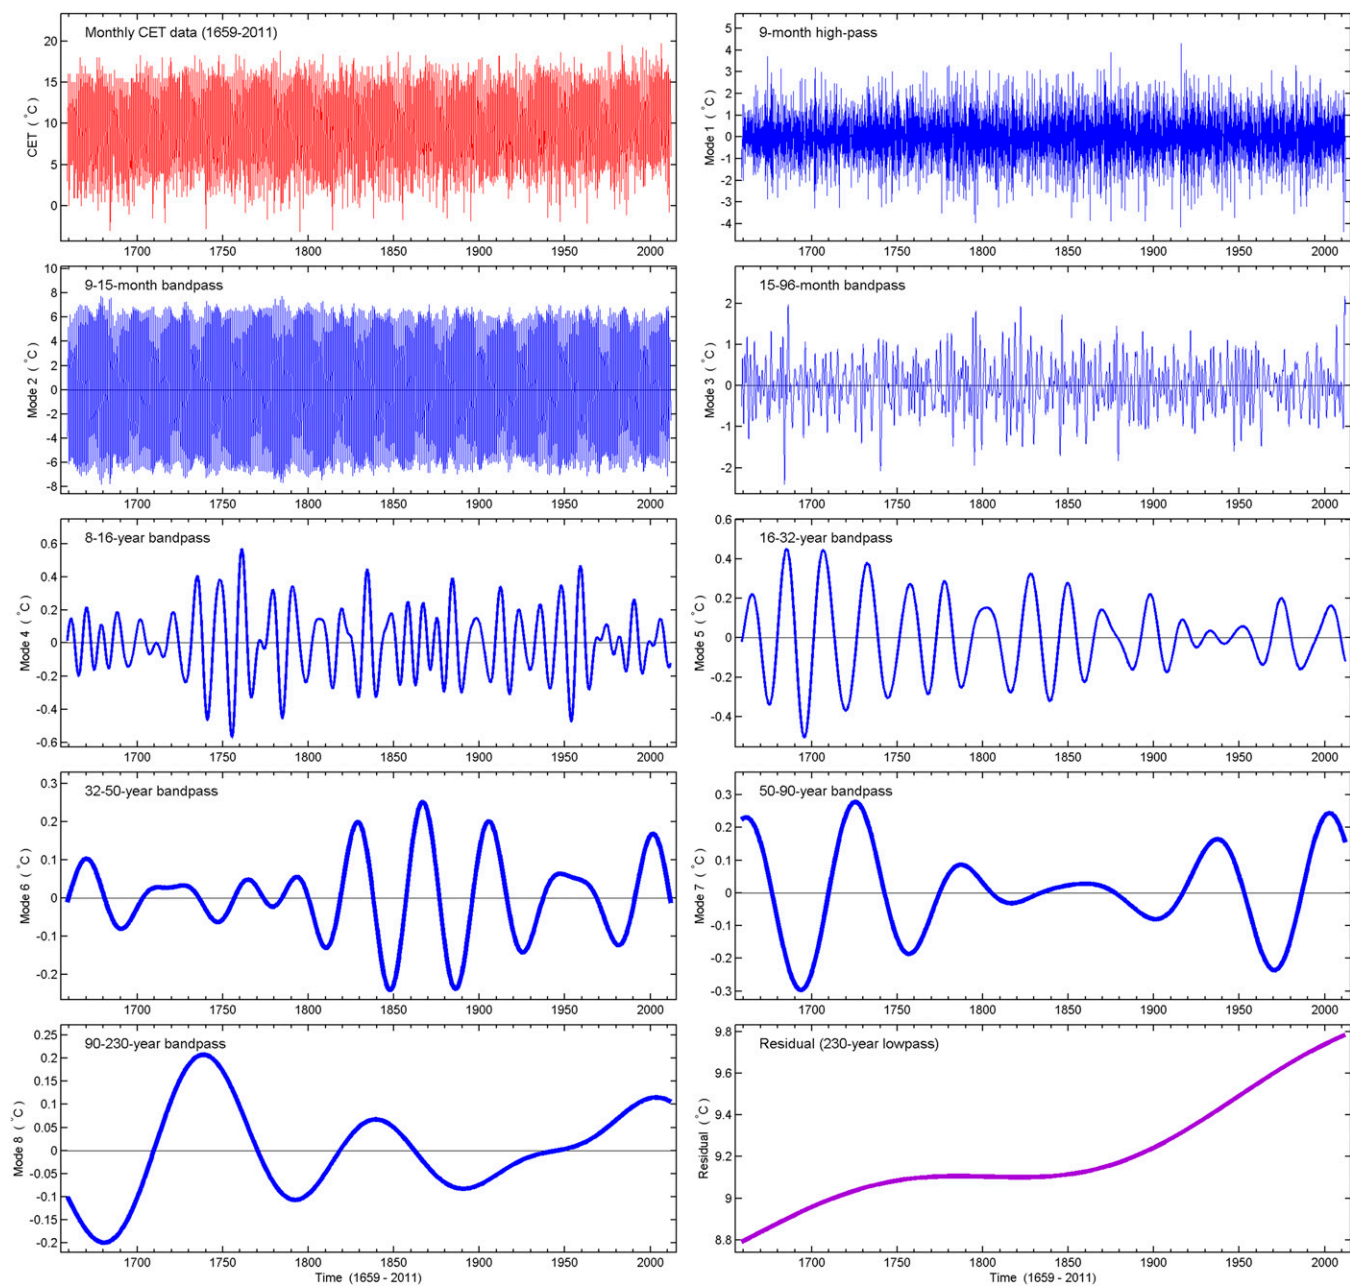 Monthly CET data (1659-2011)
CET ( °C )
20
15
10
5
0
1700 1750 1800 1850 1900 1950 2000
9-month high-pass
Mode 1 ( °C )
5
4
3
2
1
0
-1
-2
-3
-4
1700 1750 1800 1850 1900 1950 2000
9-15-month bandpass
Mode 2 ( °C )
10
8
6
4
2
0
-2
-4
-6
-8
1700 1750 1800 1850 1900 1950 2000
15-96-month bandpass
Mode 3 ( °C )
2
1
0
-1
-2
1700 1750 1800 1850 1900 1950 2000
8-16-year bandpass
Mode 4 ( °C )
0.6
0.4
0.2
0
-0.2
-0.4
-0.6
1700 1750 1800 1850 1900 1950 2000
16-32-year bandpass
Mode 5 ( °C )
0.6
0.4
0.2
0
-0.2
-0.4
1700 1750 1800 1850 1900 1950 2000
32-50-year bandpass
Mode 6 ( °C )
0.3
0.2
0.1
0
-0.1
-0.2
1700 1750 1800 1850 1900 1950 2000
50-90-year bandpass
Mode 7 ( °C )
0.3
0.2
0.1
0
-0.1
-0.2
-0.3
1700 1750 1800 1850 1900 1950 2000
90-230-year bandpass
Mode 8 ( °C )
0.25
0.2
0.15
0.1
0.05
0
-0.05
-0.1
-0.15
-0.2
1700 1750 1800 1850 1900 1950 2000
Time (1659 - 2011)
Residual (230-year lowpass)
Residual ( °C )
9.8
9.6
9.4
9.2
9
8.8
1700 1750 1800 1850 1900 1950 2000
Time (1659 - 2011)